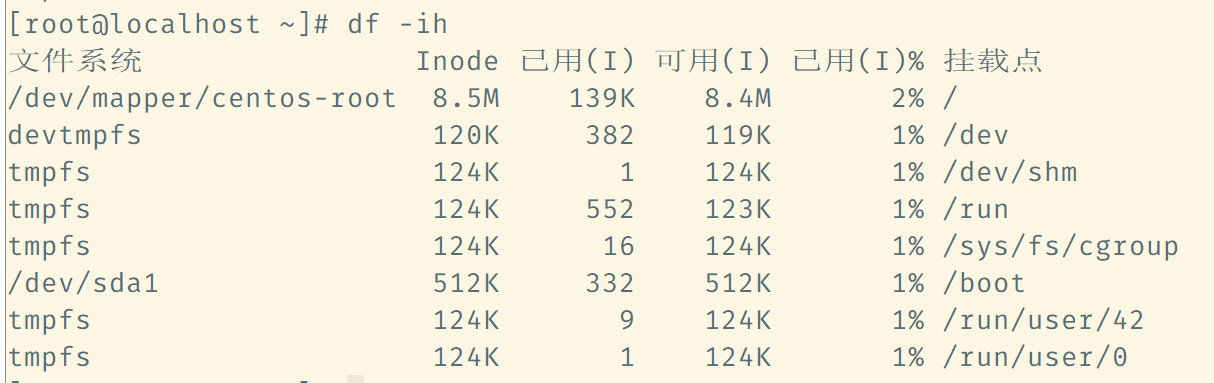 [root@localhost ~]# df -ih
文件系统 Inode 已用(I) 可用(I) 已用(I)% 挂载点
/dev/mapper/centos-root 8.5M 139K 8.4M 2% /
devtmpfs 120K 382 119K 1% /dev
tmpfs 124K 1 124K 1% /dev/shm
tmpfs 124K 552 123K 1% /run
tmpfs 124K 16 124K 1% /sys/fs/cgroup
/dev/sda1 512K 332 512K 1% /boot
tmpfs 124K 9 124K 1% /run/user/42
tmpfs 124K 1 124K 1% /run/user/0